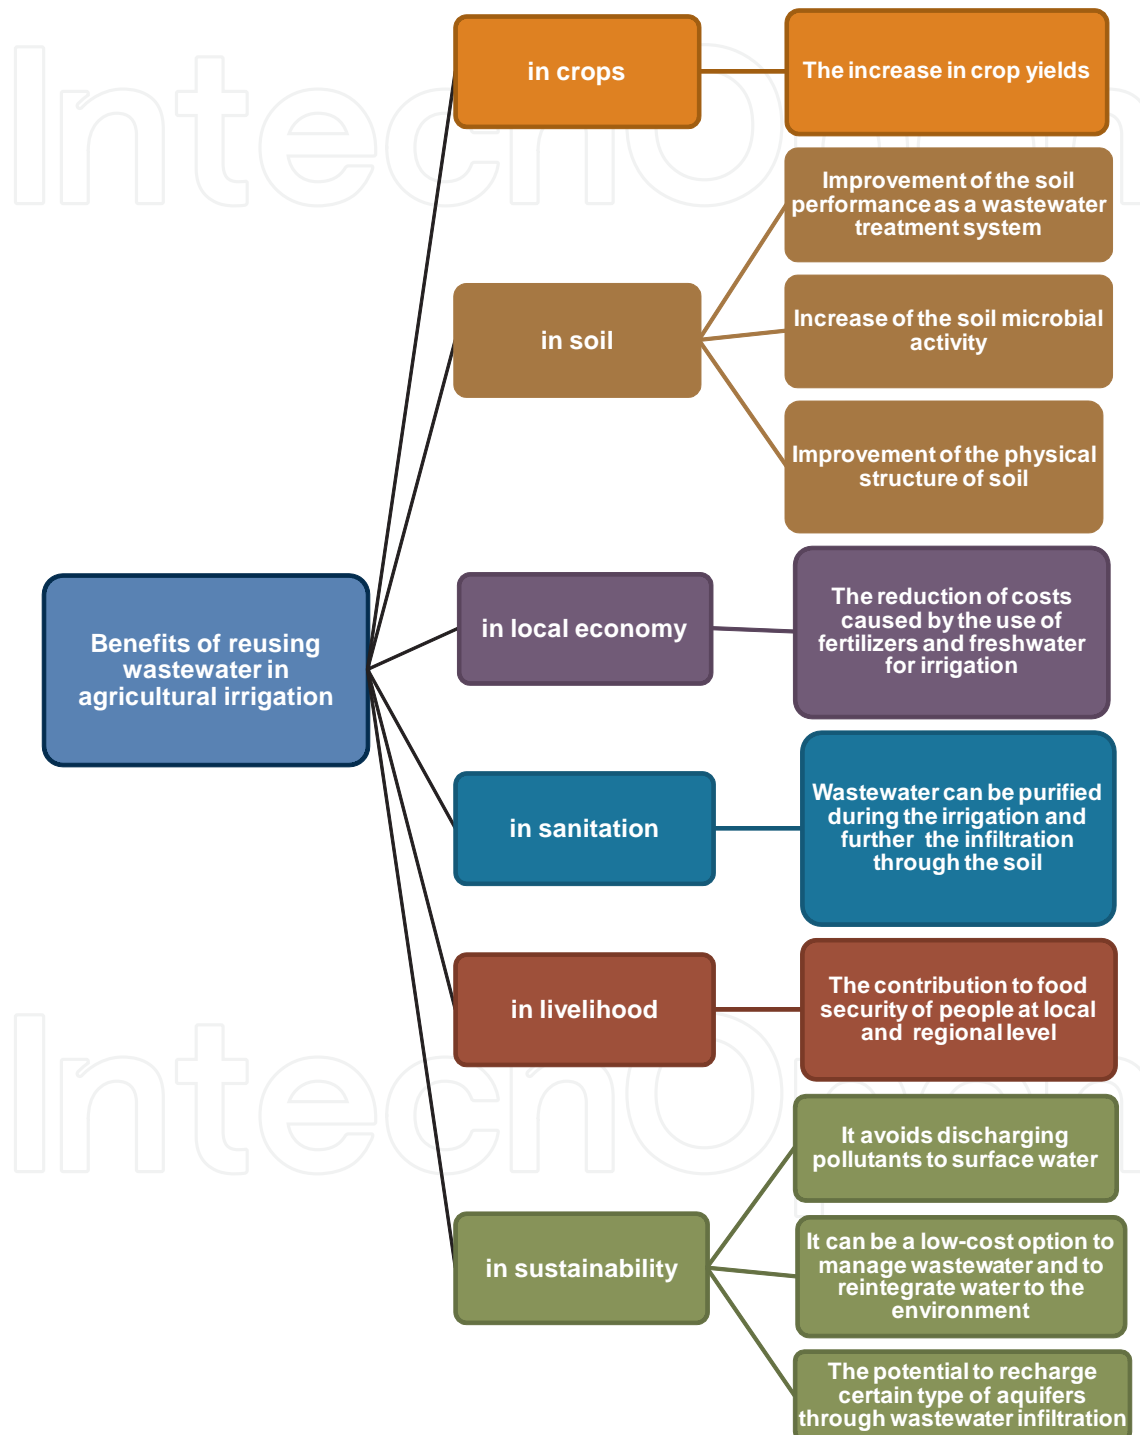 Benefits of reusing
wastewater in
agricultural irrigation
in crops
The increase in crop yields
in soil
Improvement of the soil
performance as a wastewater
treatment system
Increase of the soil microbial
activity
Improvement of the physical
structure of soil
in local economy
The reduction of costs
caused by the use of
fertilizers and freshwater
for irrigation
in sanitation
Wastewater can be purified
during the irrigation and
further the infiltration
through the soil
in livelihood
The contribution to food
security of people at local
and regional level
in sustainability
It avoids discharging
pollutants to surface water
It can be a low-cost option to
manage wastewater and to
reintegrate water to the
environment
The potential to recharge
certain type of aquifers
through wastewater infiltration
IntechOpen
IntechOpen